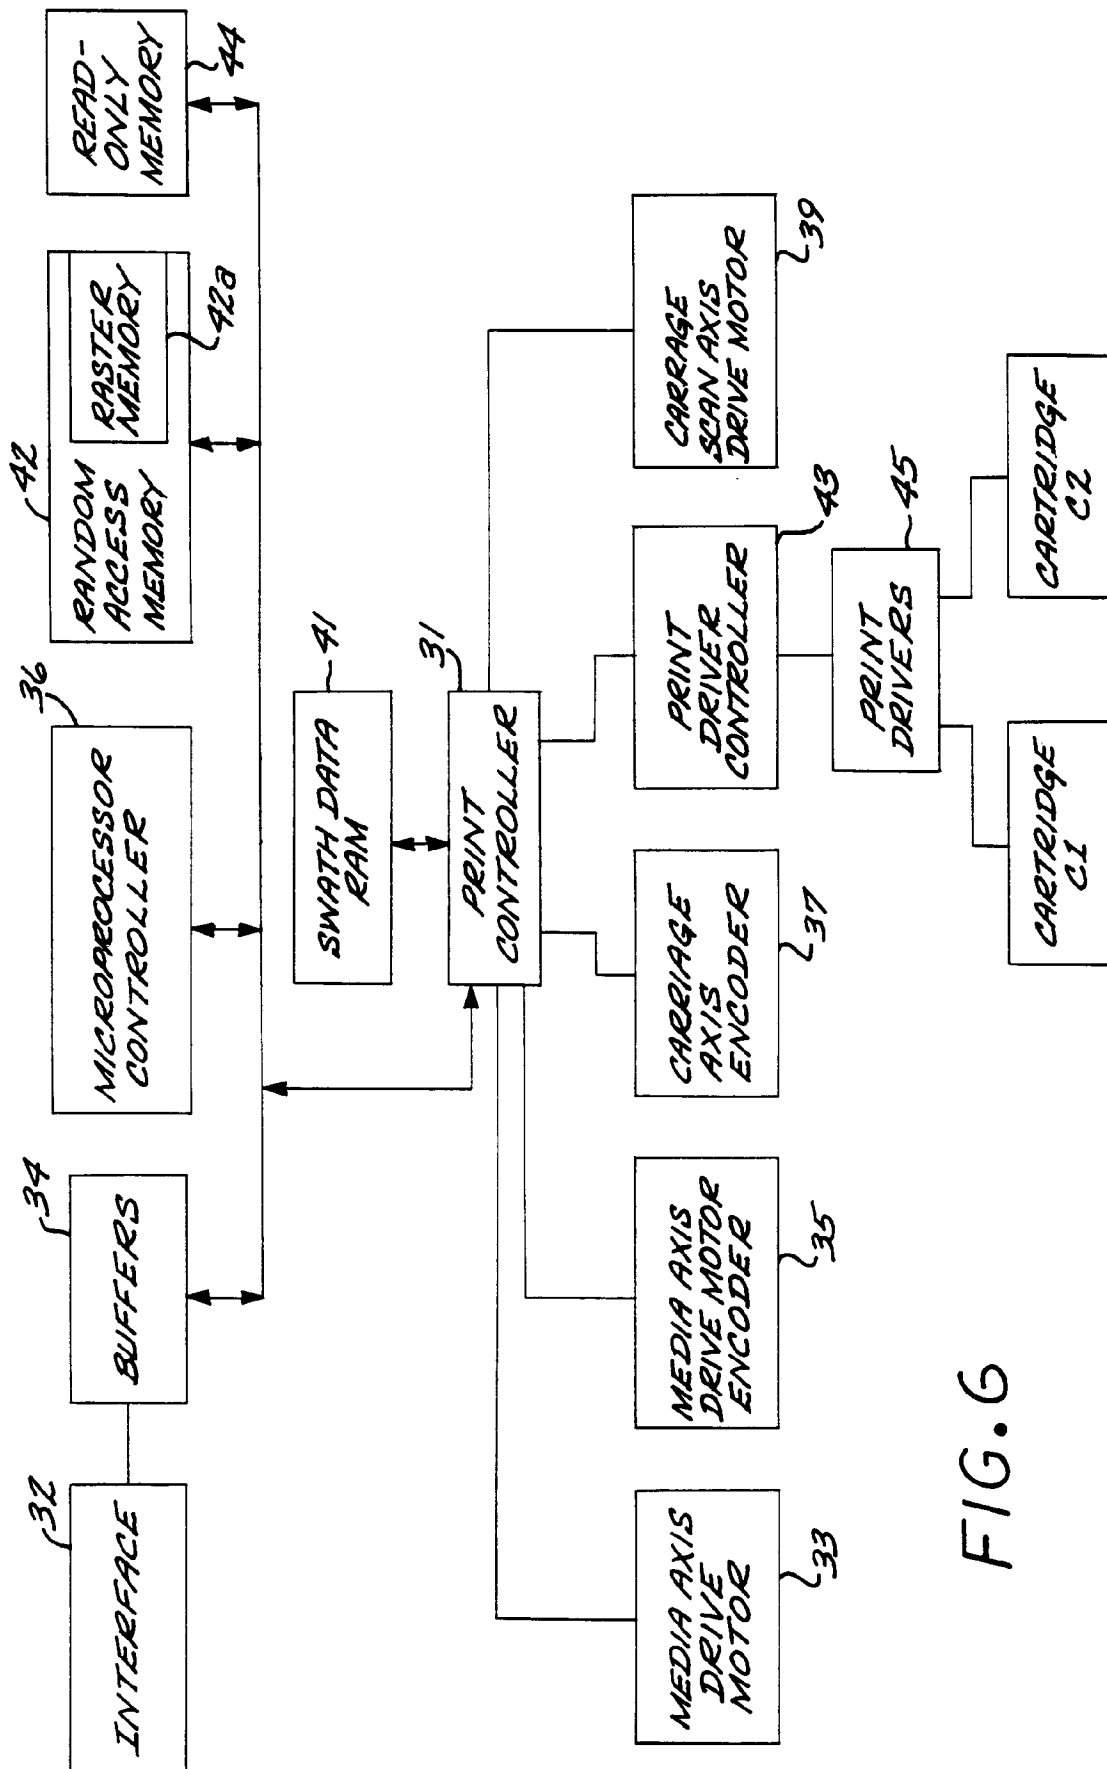 32
INTERFACE
34
BUFFERS
36
MICROPROCESSOR
CONTROLLER
42
RANDOM
ACCESS
MEMORY
RASTER
MEMORY
42a
READ-
ONLY
MEMORY
44
SWATH DATA
RAM
41
PRINT
CONTROLLER
31
MEDIA AXIS
DRIVE
MOTOR
33
MEDIA AXIS
DRIVE MOTOR
ENCODER
35
CARRIAGE
AXIS
ENCODER
37
PRINT
DRIVER
CONTROLLER
43
CARRAGE
SCAN AXIS
DRIVE MOTOR
39
PRINT
DRIVERS
45
CARTRIDGE
C1
CARTRIDGE
C2
FIG.6